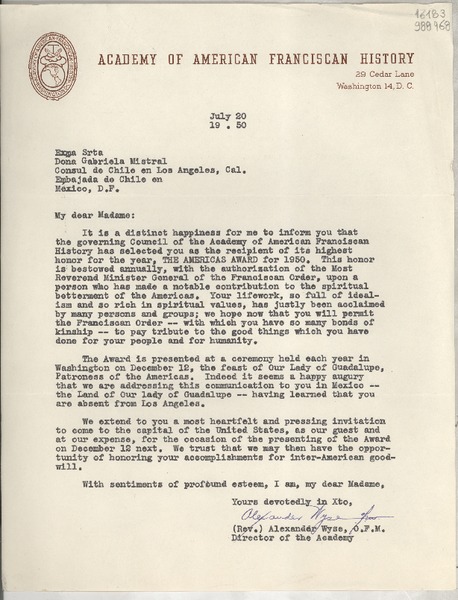 16183
989468
ACADEMY OF AMERICAN FRANCISCAN HISTORY
29 Cedar Lane
Washington 14, D. C.
July 20
19 . 50
Exma Srta
Dona Gabriela Mistral
Consul de Chile en Los Angeles, Cal.
Embajada de Chile en
Mexico, D.F.
My dear Madame:
It is a distinct happiness for me to inform you that
the governing Council of the Academy of American Franciscan
History has selected you as the recipient of its highest
honor for the year, THE AMERICAS AWARD for 1950. This honor
is bestowed annually, with the authorization of the Most
Reverend Minister General of the Franciscan Order, upon a
person who has made a notable contribution to the spiritual
betterment of the Americas. Your lifework, so full of ideal-
ism and so rich in spiritual values, has justly been acclaimed
by many persons and groups; we hope now that you will permit
the Franciscan Order -- with which you have so many bonds of
kinship -- to pay tribute to the good things which you have
done for your people and for humanity.
The Award is presented at a ceremony held each year in
Washington on December 12, the feast of Our Lady of Guadalupe,
Patroness of the Americas. Indeed it seems a happy augury
that we are addressing this communication to you in Mexico --
the Land of Our lady of Guadalupe -- having learned that you
are absent from Los Angeles.
We extend to you a most heartfelt and pressing invitation
to come to the capital of the United States, as our guest and
at our expense, for the occasion of the presenting of the Award
on December 12 next. We trust that we may then have the oppor-
tunity of honoring your accomplishments for inter-American good-
will.
With sentiments of profound esteem, I am, my dear Madame,
Yours devotedly in Xto,
Alexander Wyse ofm
(Rev.) Alexander Wyse, O.F.M.
Director of the Academy